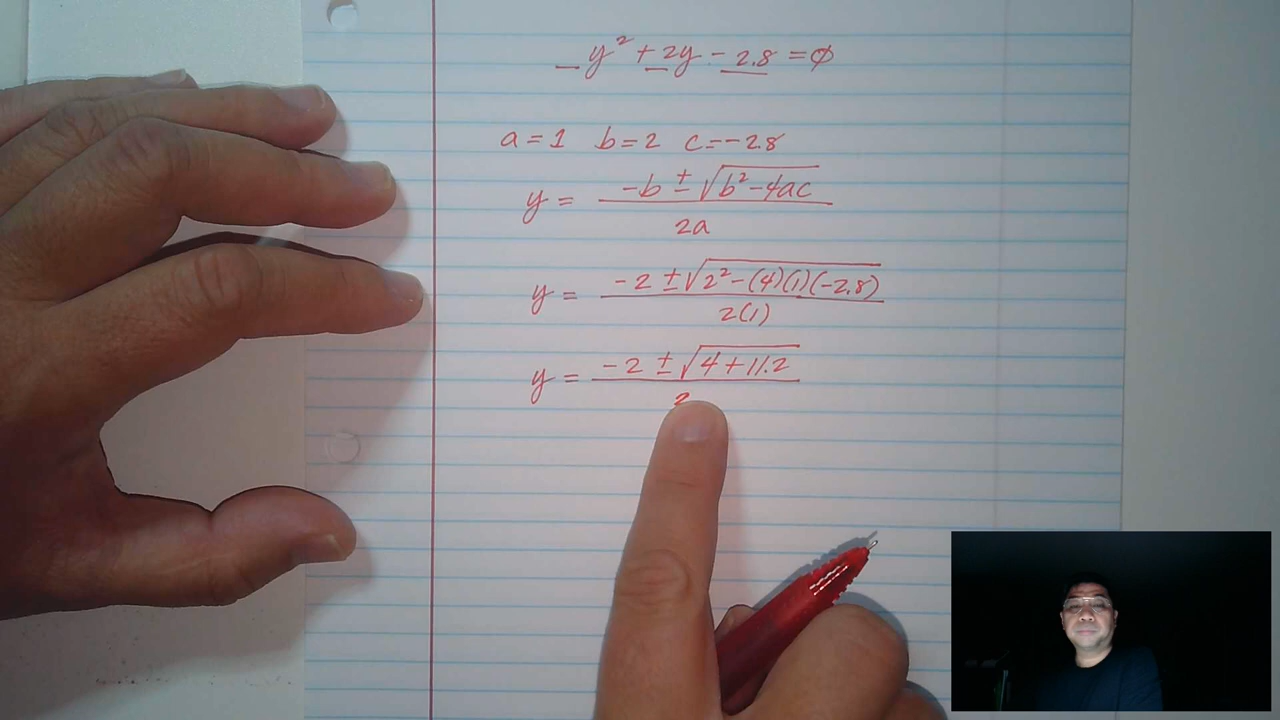 y² + 2y - 2.8 = ∅
a = 1 b = 2 c = -2.8
y = (-b ± √(b² - 4ac)) / 2a
y = (-2 ± √(2² - (4)(1)(-2.8))) / 2(1)
y = (-2 ± √(4 + 11.2)) / 2